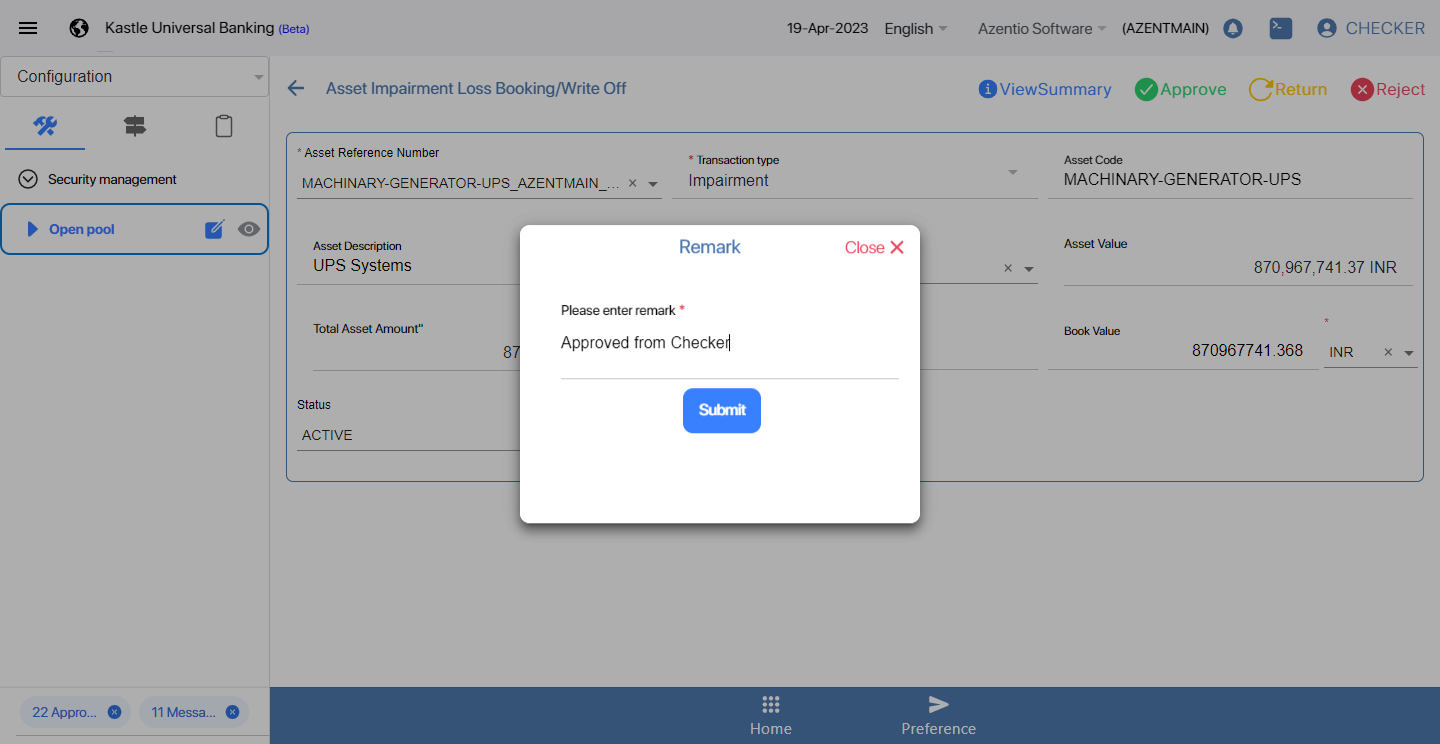 Kastle Universal Banking (Beta)
19-Apr-2023 English Azentio Software (AZENTMAIN) CHECKER
Configuration
Asset Impairment Loss Booking/Write Off
ViewSummary Approve Return Reject
Security management
Open pool
* Asset Reference Number
MACHINARY-GENERATOR-UPS_AZENTMAIN_...
* Transaction type
Impairment
Asset Code
MACHINARY-GENERATOR-UPS
Asset Description
UPS Systems
Asset Value
870,967,741.37 INR
Total Asset Amount"
87
Book Value
870967741.368
*
INR
Status
ACTIVE
Remark
Close
Please enter remark *
Approved from Checker
Submit
22 Appro...
11 Messa...
Home
Preference